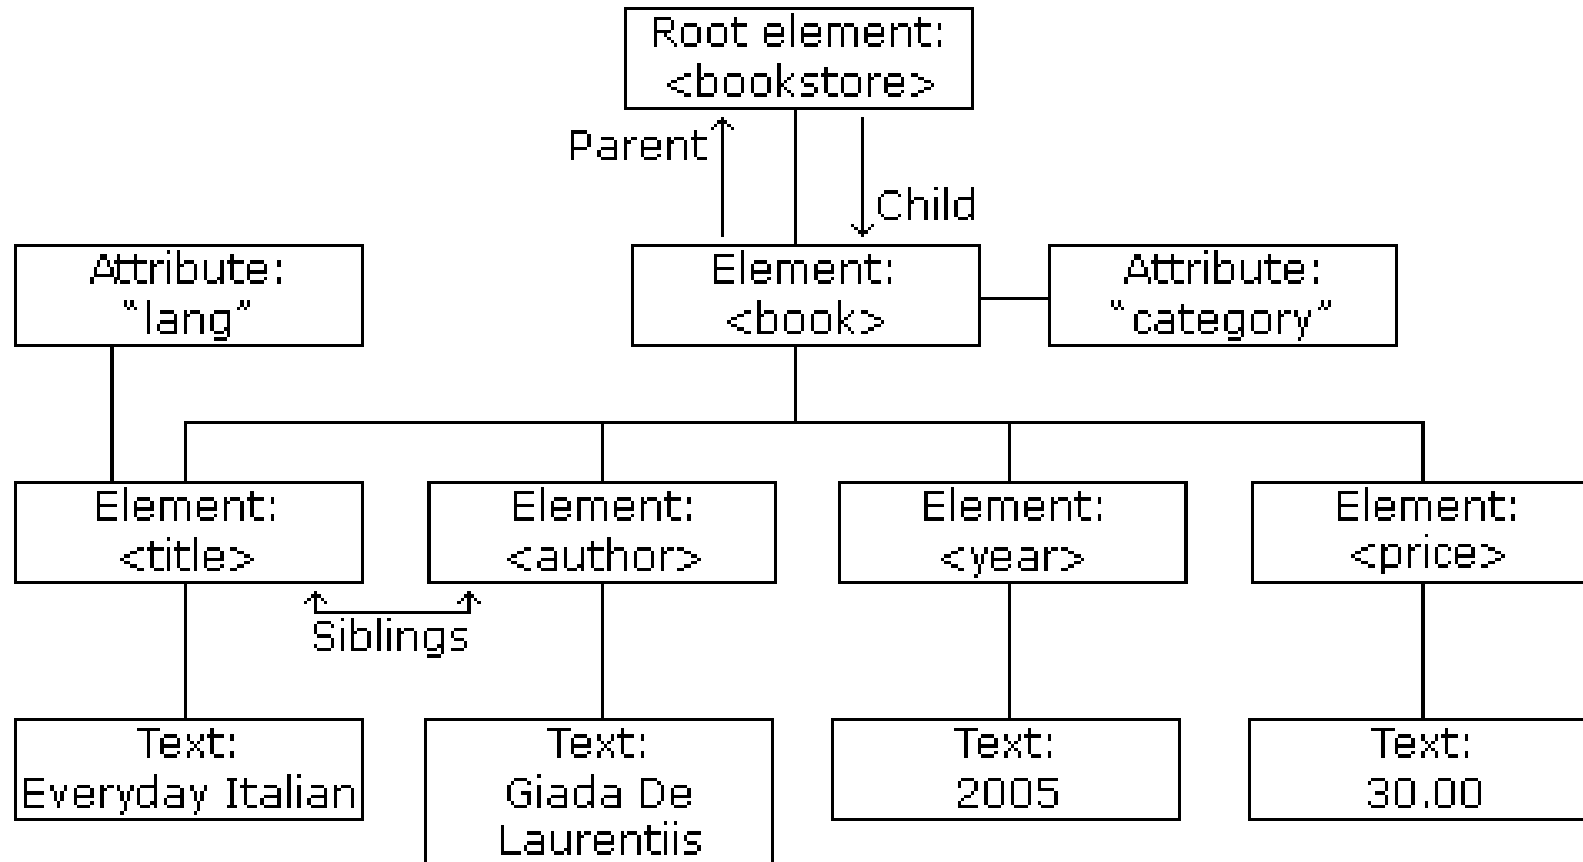 Root element:
<bookstore>
Parent
Child
Attribute:
“lang”
Element:
<book>
Attribute:
“category”
Element:
<title>
Element:
<author>
Element:
<year>
Element:
<price>
Siblings
Text:
Everyday Italian
Text:
Giada De
Laurentiis
Text:
2005
Text:
30.00